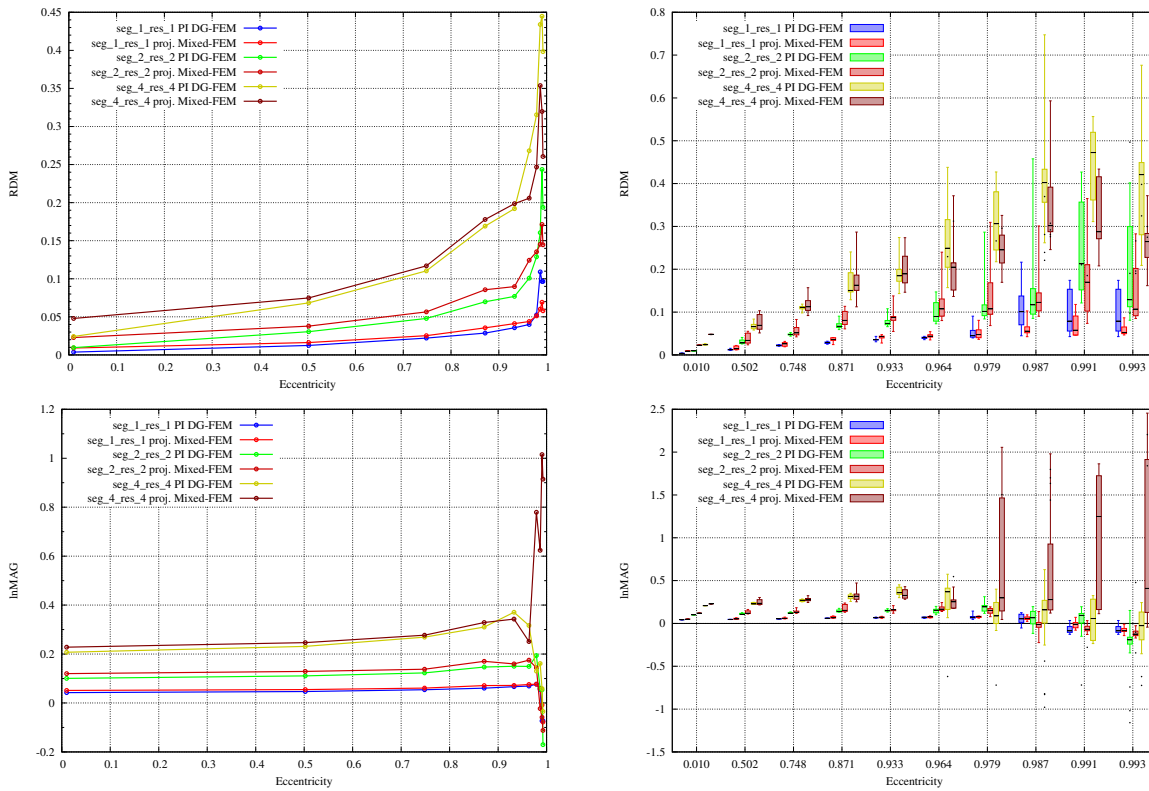 0.45
0.4
0.35
0.3
0.25
0.2
0.15
0.1
0.05
0
RDM
seg_1_res_1 PI DG-FEM
seg_1_res_1 proj. Mixed-FEM
seg_2_res_2 PI DG-FEM
seg_2_res_2 proj. Mixed-FEM
seg_4_res_4 PI DG-FEM
seg_4_res_4 proj. Mixed-FEM
0 0.1 0.2 0.3 0.4 0.5 0.6 0.7 0.8 0.9 1
Eccentricity
0.8
0.7
0.6
0.5
0.4
0.3
0.2
0.1
0
RDM
seg_1_res_1 PI DG-FEM
seg_1_res_1 proj. Mixed-FEM
seg_2_res_2 PI DG-FEM
seg_2_res_2 proj. Mixed-FEM
seg_4_res_4 PI DG-FEM
seg_4_res_4 proj. Mixed-FEM
0.010 0.502 0.748 0.871 0.933 0.964 0.979 0.987 0.991 0.993
Eccentricity
1.2
1
0.8
0.6
0.4
0.2
0
-0.2
lnMAG
seg_1_res_1 PI DG-FEM
seg_1_res_1 proj. Mixed-FEM
seg_2_res_2 PI DG-FEM
seg_2_res_2 proj. Mixed-FEM
seg_4_res_4 PI DG-FEM
seg_4_res_4 proj. Mixed-FEM
0 0.1 0.2 0.3 0.4 0.5 0.6 0.7 0.8 0.9 1
Eccentricity
2.5
2
1.5
1
0.5
0
-0.5
-1
-1.5
lnMAG
seg_1_res_1 PI DG-FEM
seg_1_res_1 proj. Mixed-FEM
seg_2_res_2 PI DG-FEM
seg_2_res_2 proj. Mixed-FEM
seg_4_res_4 PI DG-FEM
seg_4_res_4 proj. Mixed-FEM
0.010 0.502 0.748 0.871 0.933 0.964 0.979 0.987 0.991 0.993
Eccentricity